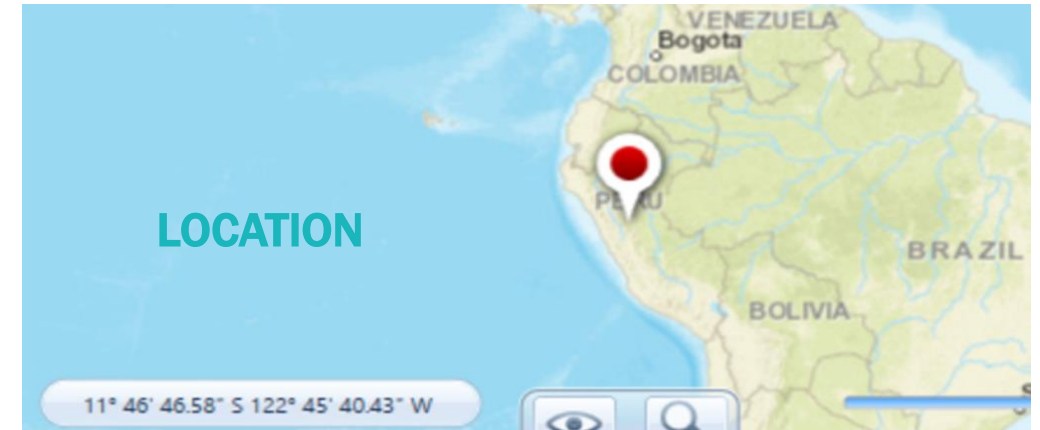 VENEZUELA
Bogota
COLOMBIA
PERU
LOCATION
BRAZIL
BOLIVIA
11° 46' 46.58" S 122° 45' 40.43" W